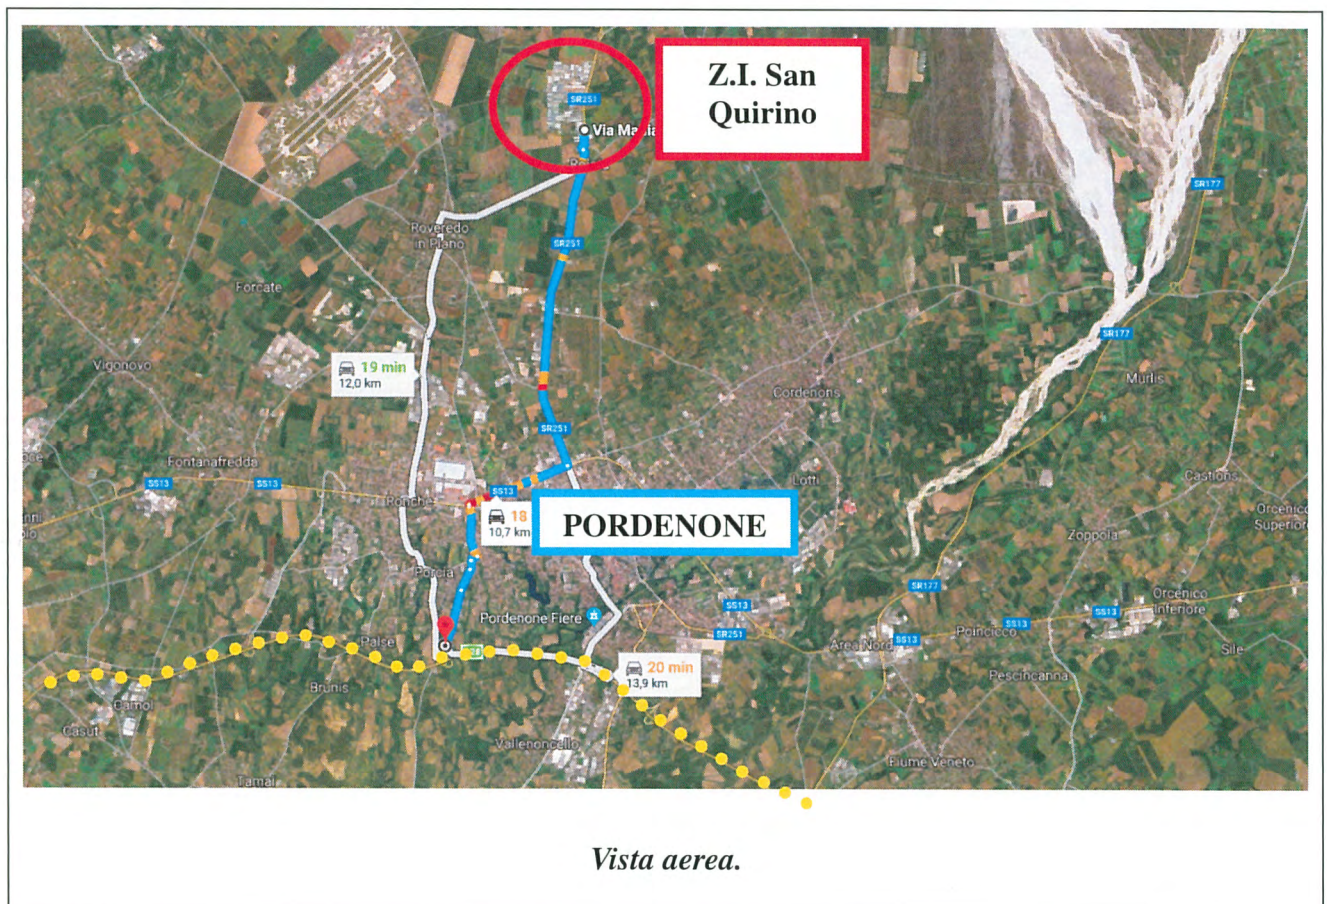 Z.I. San
Quirino
SR251
Via Ma
SR177
Roveredo
in Piano
SR251
Forcate
SR177
Vigonovo
19 min
12,0 km
Murlis
Cordenons
SR251
Fontanafredda
SS13
SS13
SS13
Lotti
Castions
Ronche
18
10,7 km
PORDENONE
Orcenico
Superior
Zoppola
Porcia
SR177
SS13
Orcenico
Inferiore
SS13
Pordenone Fiere
SS13
SR251
Poincicco
Palse
Area Nord
SS13
Sile
20 min
13,9 km
Pescincanna
Brunis
Camol
Casut
Vallenoncello
Fiume Veneto
Tamai
Vista aerea.